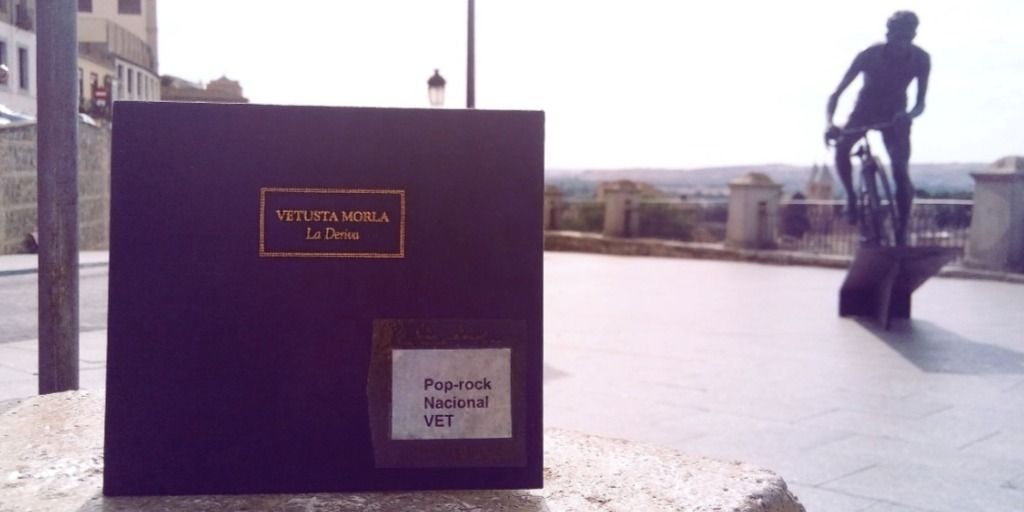 VETUSTA MORLA
La Deriva
Pop-rock
Nacional
VET